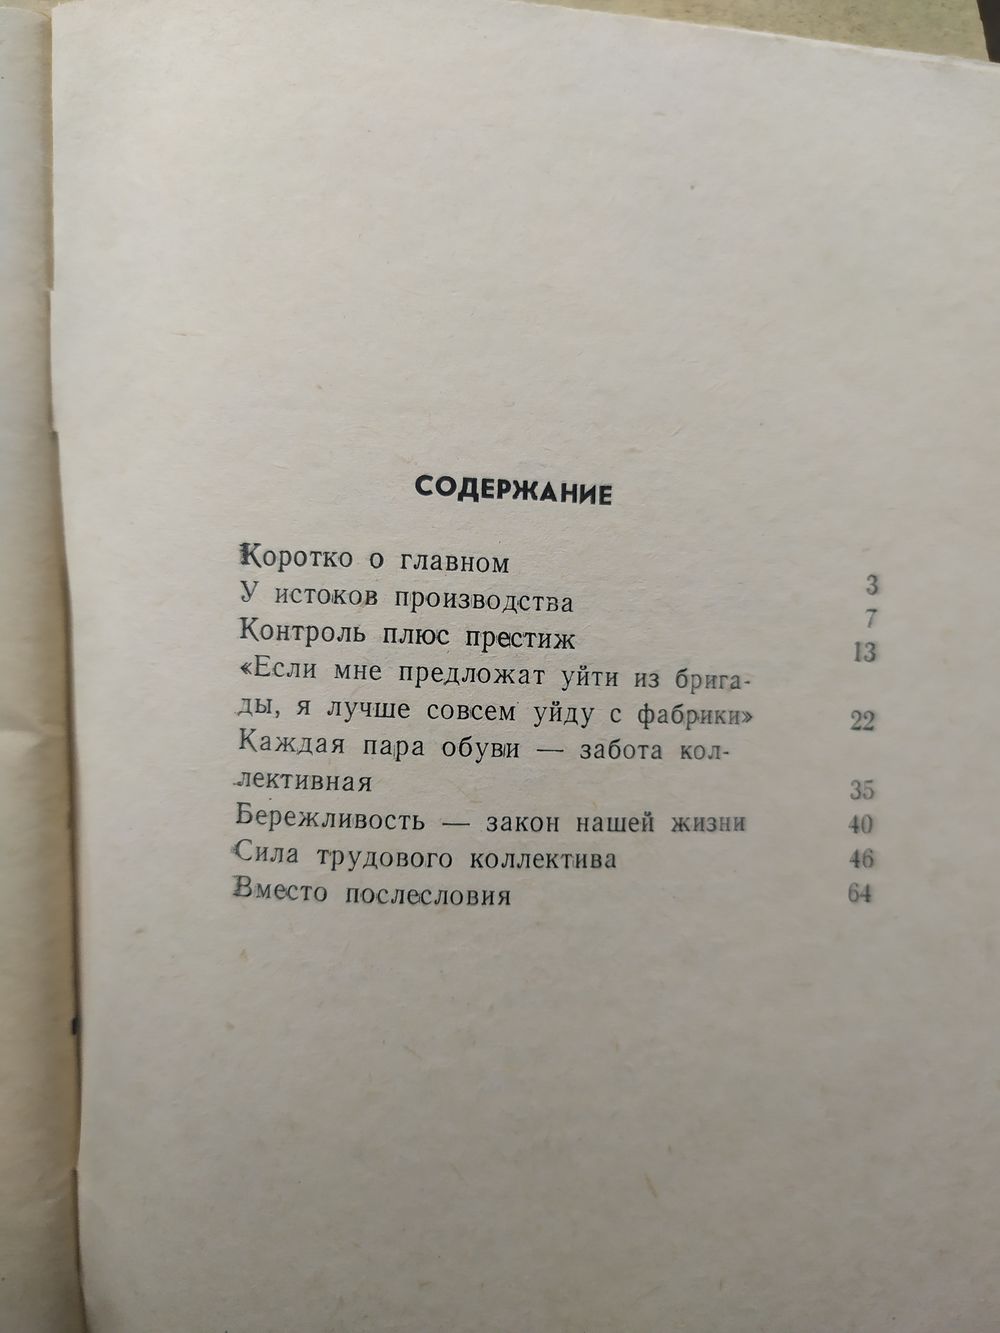 СОДЕРЖАНИЕ
Коротко о главном 3
У истоков производства 7
Контроль плюс престиж 13
«Если мне предложат уйти из брига-
ды, я лучше совсем уйду с фабрики» 22
Каждая пара обуви — забота кол-
лективная 35
Бережливость — закон нашей жизни 40
Сила трудового коллектива 46
Вместо послесловия 64